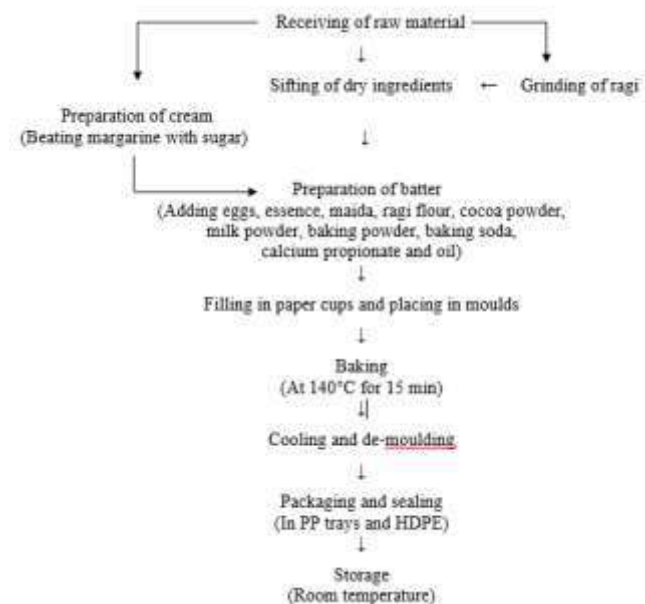 Receiving of raw material
↓
Sifting of dry ingredients ← Grinding of ragi
Preparation of cream
(Beating margarine with sugar)
↓
Preparation of batter
(Adding eggs, essence, maida, ragi flour, cocoa powder,
milk powder, baking powder, baking soda,
calcium propionate and oil)
↓
Filling in paper cups and placing in moulds
↓
Baking
(At 140°C for 15 min)
↓
Cooling and de-moulding
↓
Packaging and sealing
(In PP trays and HDPE)
↓
Storage
(Room temperature)